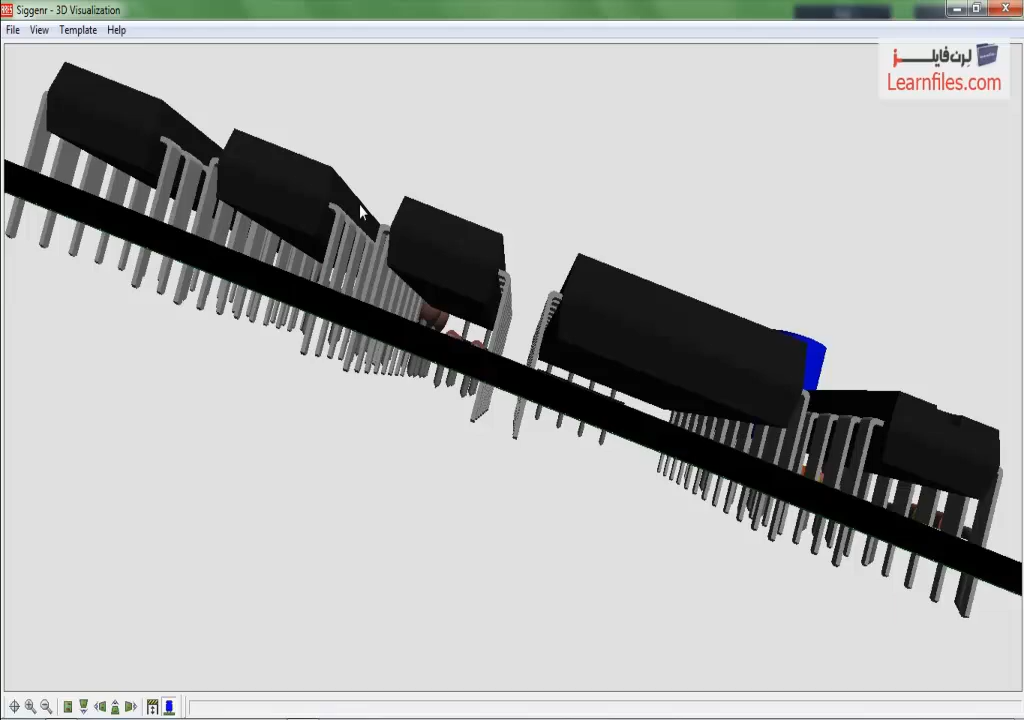 Siggenr - 3D Visualization
File View Template Help
لرن‌فایلز
Learnfiles.com